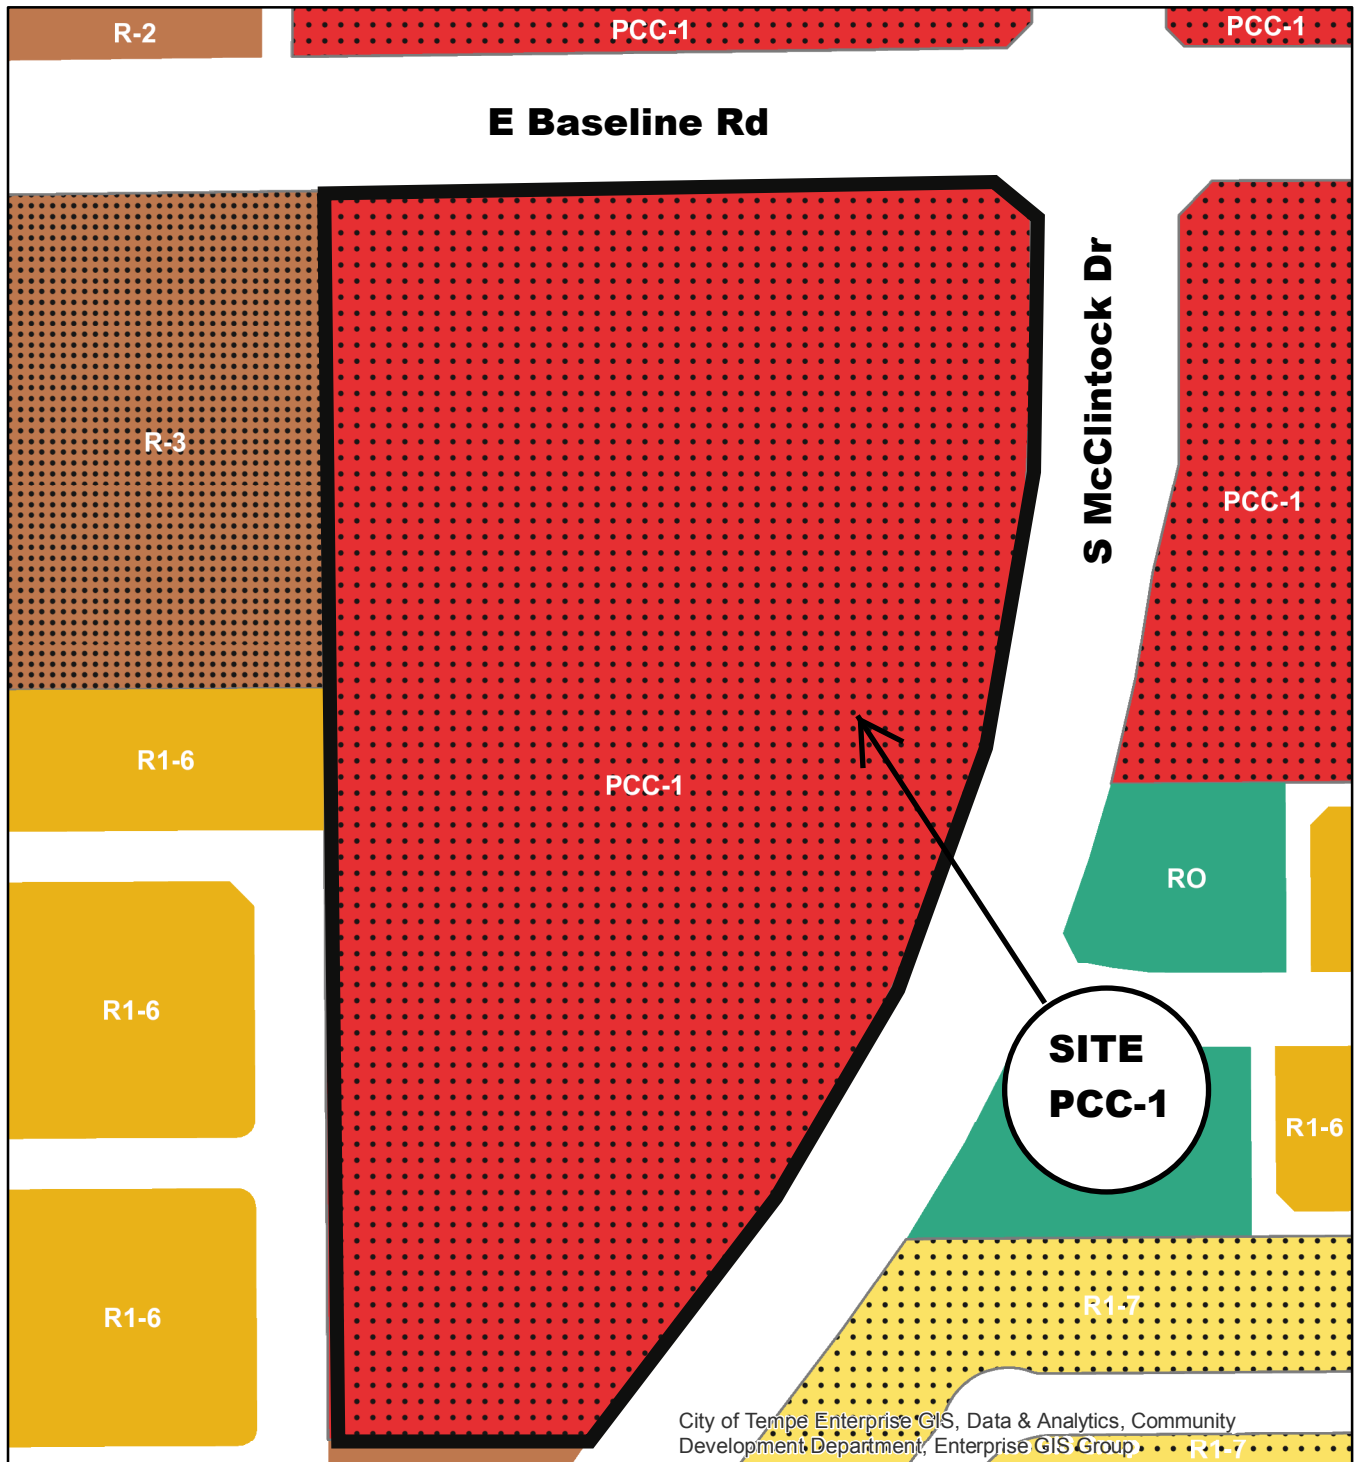 R-2
PCC-1
PCC-1
E Baseline Rd
S McClintock Dr
R-3
PCC-1
R1-6
PCC-1
RO
R1-6
SITE
PCC-1
R1-6
R1-7
R1-6
City of Tempe Enterprise GIS, Data & Analytics, Community
Development Department, Enterprise GIS Group
R1-7